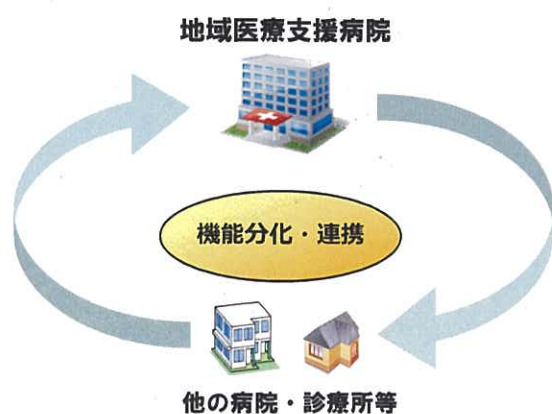 地域医療支援病院
機能分化・連携
他の病院・診療所等